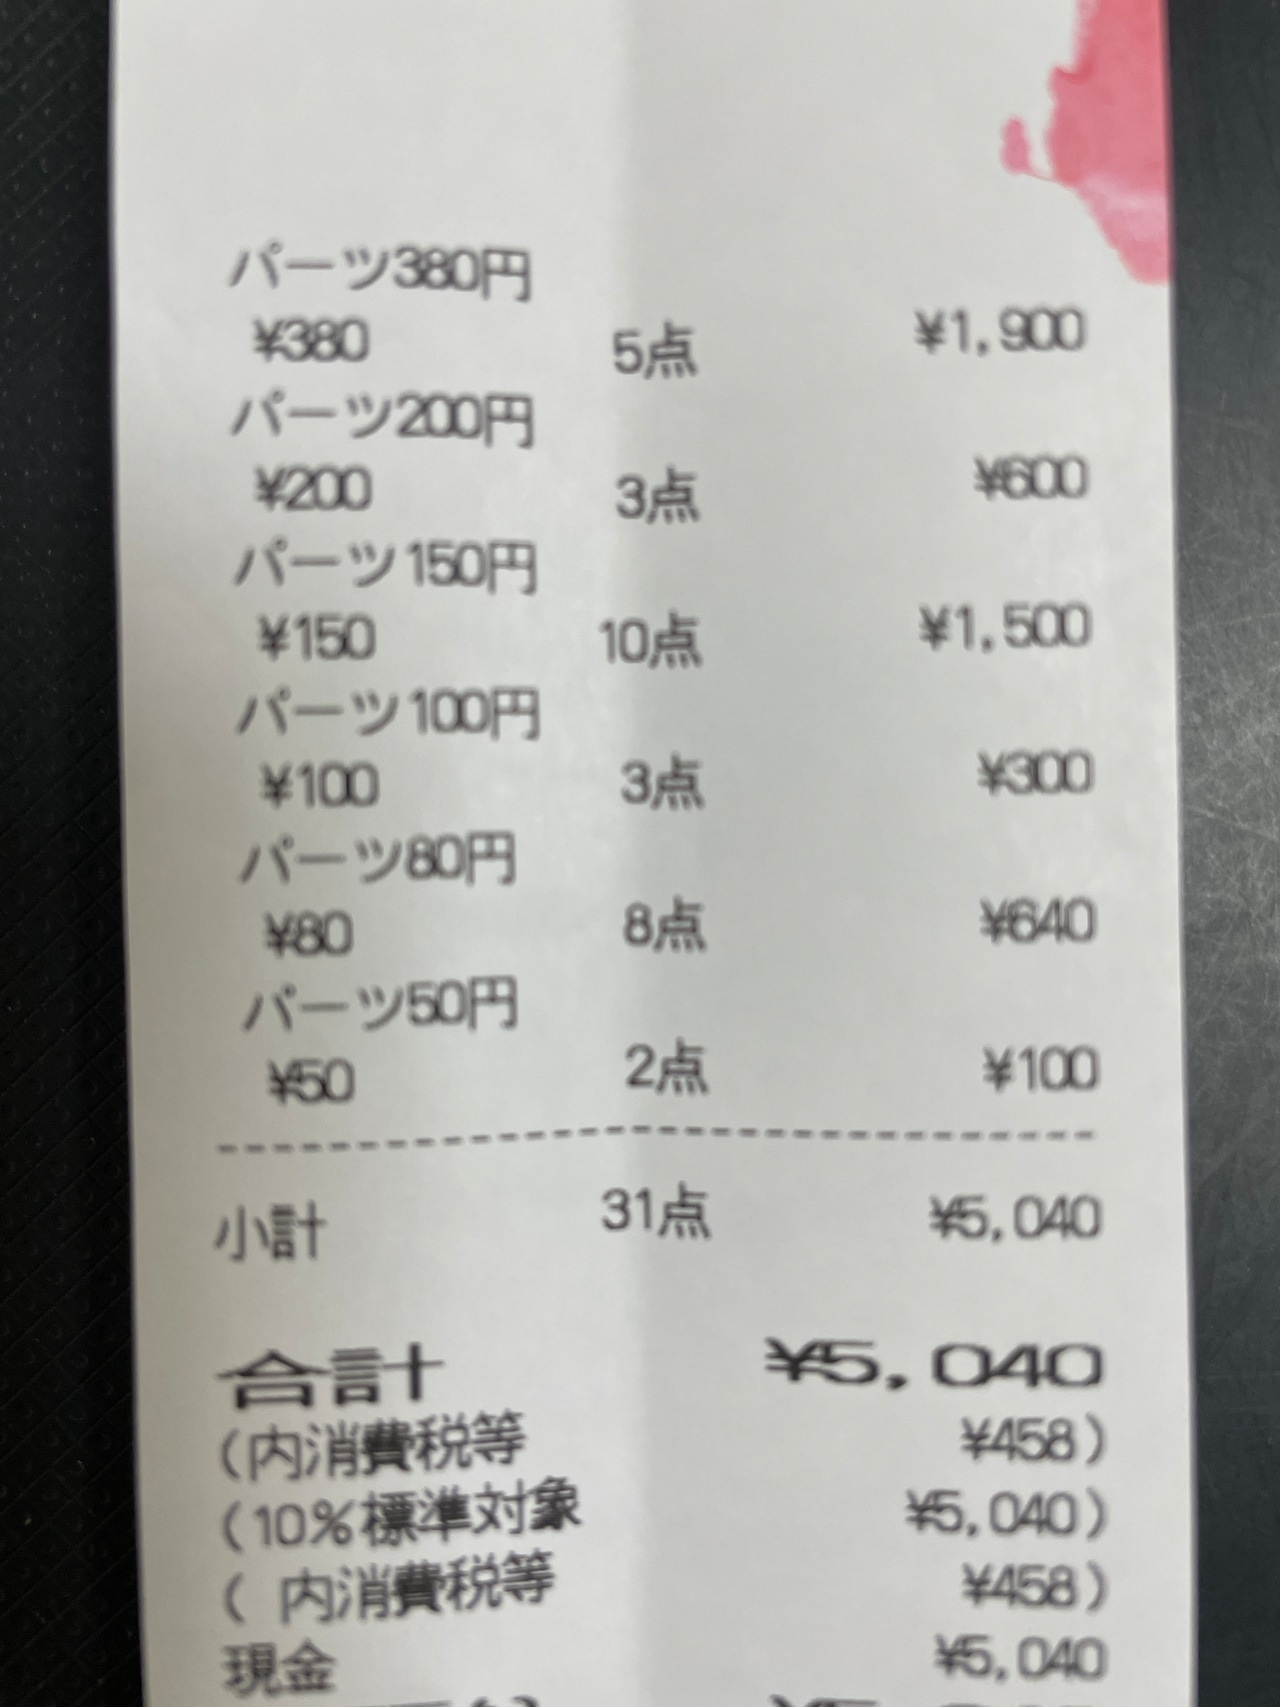 パーツ380円
¥380 5点 ¥1,900
パーツ200円
¥200 3点 ¥600
パーツ150円
¥150 10点 ¥1,500
パーツ100円
¥100 3点 ¥300
パーツ80円
¥80 8点 ¥640
パーツ50円
¥50 2点 ¥100
小計 31点 ¥5,040
合計 ¥5,040
(内消費税等 ¥458)
(10%標準対象 ¥5,040)
( 内消費税等 ¥458)
現金 ¥5,040